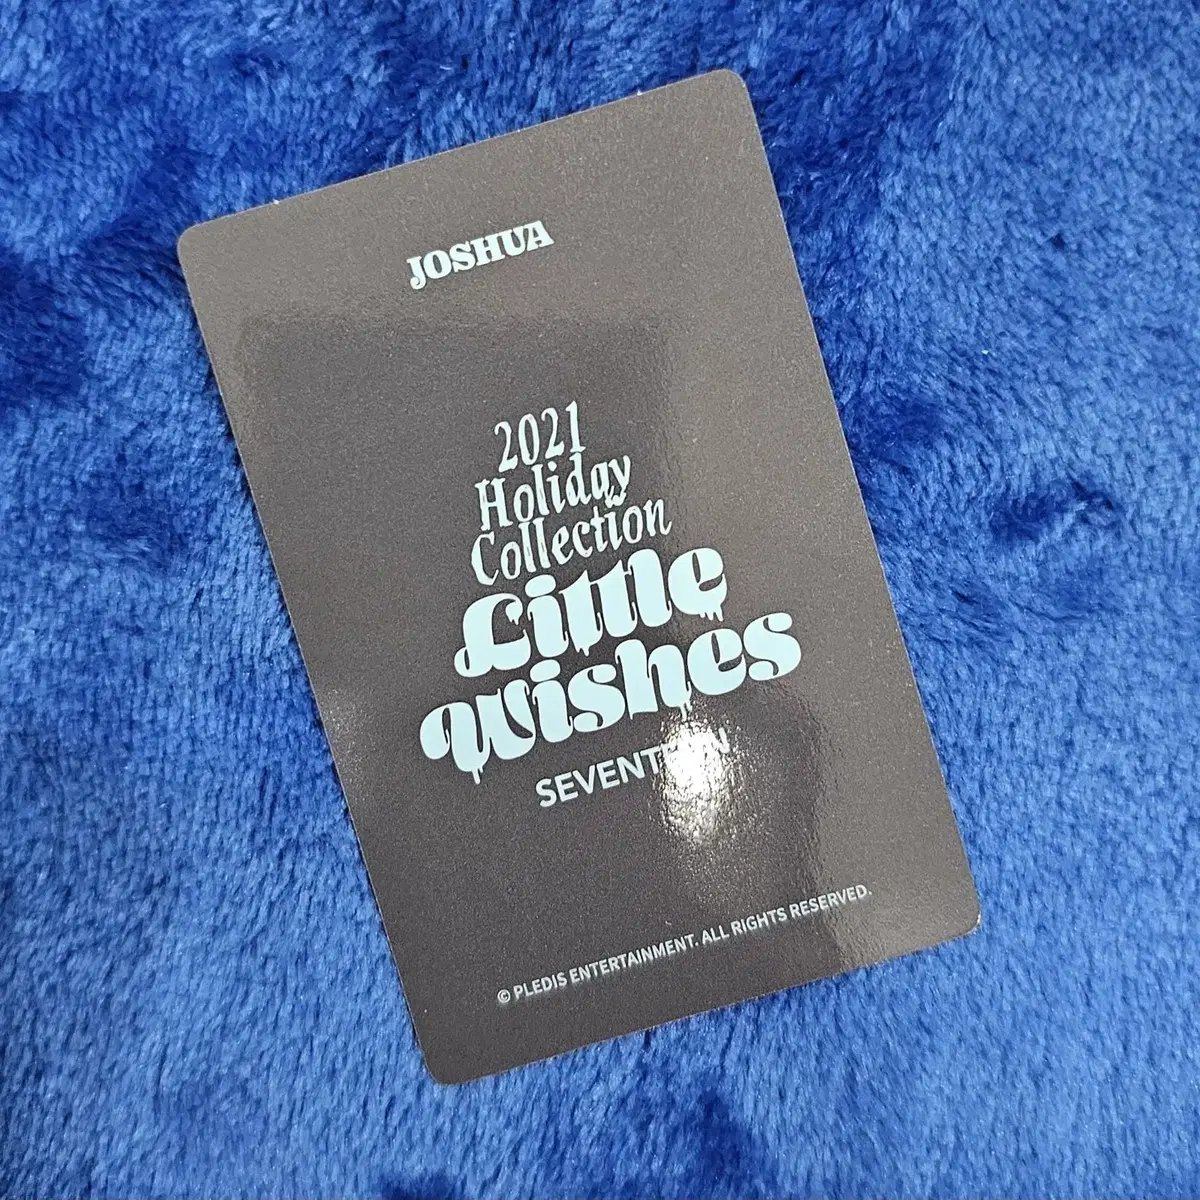 JOSHUA
2021
Holiday
Collection
Little
Wishes
SEVENTEEN
© PLEDIS ENTERTAINMENT. ALL RIGHTS RESERVED.